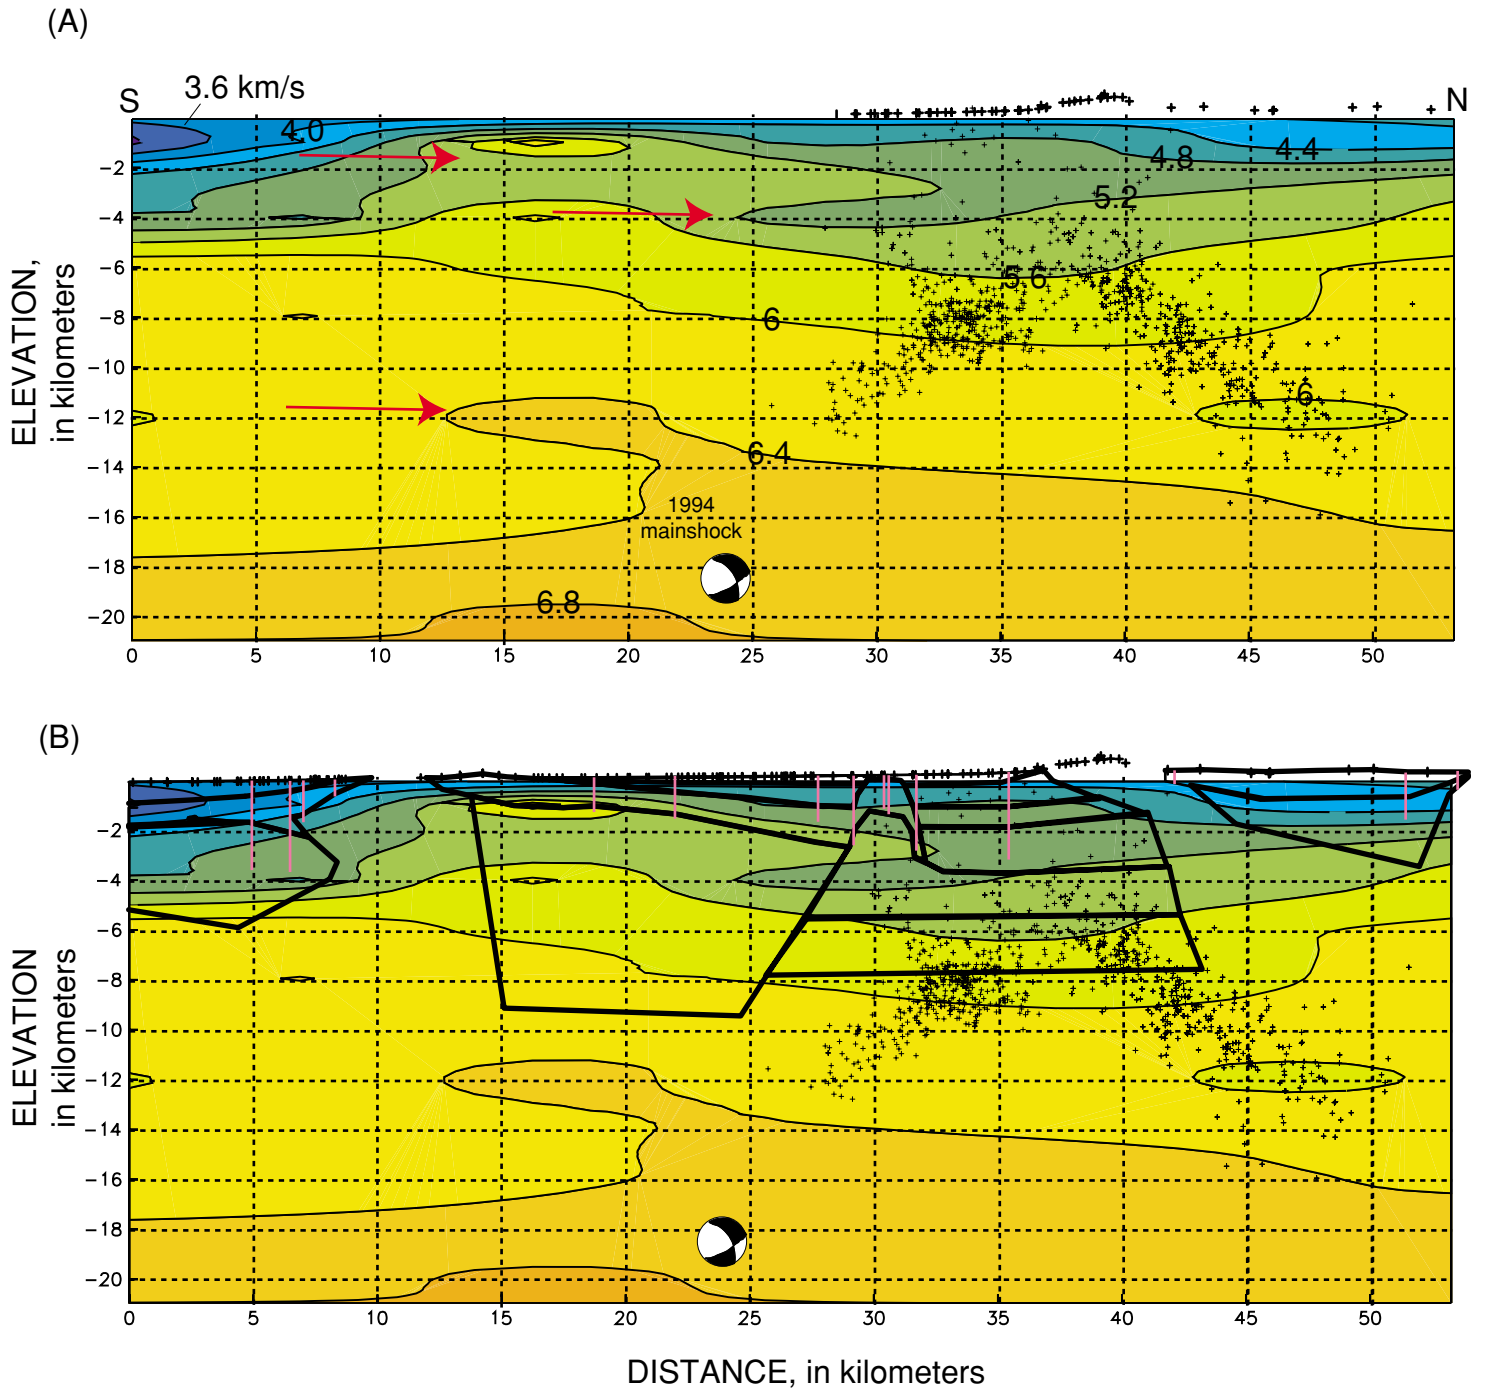 (A)
3.6 km/s
S
N
4.0
4.4
4.8
5.2
5.6
6
6
6.4
6.8
1994
mainshock
ELEVATION,
in kilometers
−2
−4
−6
−8
−10
−12
−14
−16
−18
−20
0 5 10 15 20 25 30 35 40 45 50
(B)
ELEVATION
in kilometers
−2
−4
−6
−8
−10
−12
−14
−16
−18
−20
0 5 10 15 20 25 30 35 40 45 50
DISTANCE, in kilometers